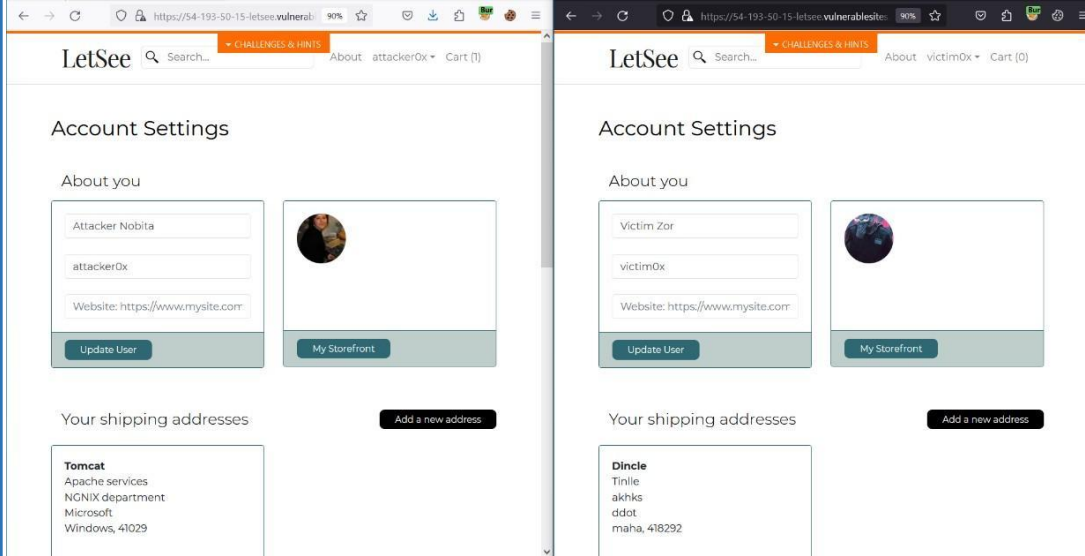 https://54-193-50-15-letsee.vulnerab
90%
Bur
CHALLENGES & HINTS
LetSee
Search...
About
attacker0x
Cart (1)
Account Settings
About you
Attacker Nobita
attacker0x
Website: https://www.mysite.com
Update User
My Storefront
Your shipping addresses
Add a new address
Tomcat
Apache services
NGNIX department
Microsoft
Windows, 41029
https://54-193-50-15-letsee.vulnerablesites
90%
Bur
CHALLENGES & HINTS
LetSee
Search...
About
victim0x
Cart (0)
Account Settings
About you
Victim Zor
victim0x
Website: https://www.mysite.com
Update User
My Storefront
Your shipping addresses
Add a new address
Dincle
Tinlle
akhks
ddot
maha, 418292